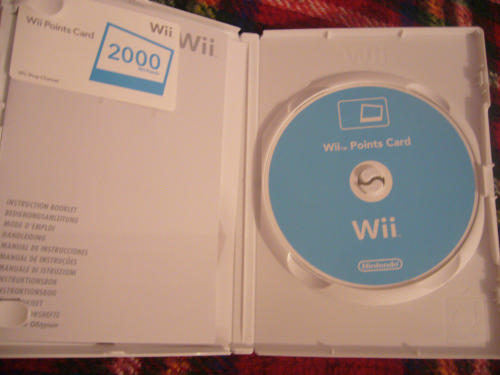 Wii Points Card
Wii
Wii
2000
Wii Shop Channel
INSTRUCTION BOOKLET
BEDIENUNGSANLEITUNG
MODE D'EMPLOI
HANDLEIDING
MANUAL DE INSTRUCCIONES
MANUAL DE INSTRUÇÕES
MANUALE DI ISTRUZIONI
Wii
Wii™ Points Card
Wii
Nintendo